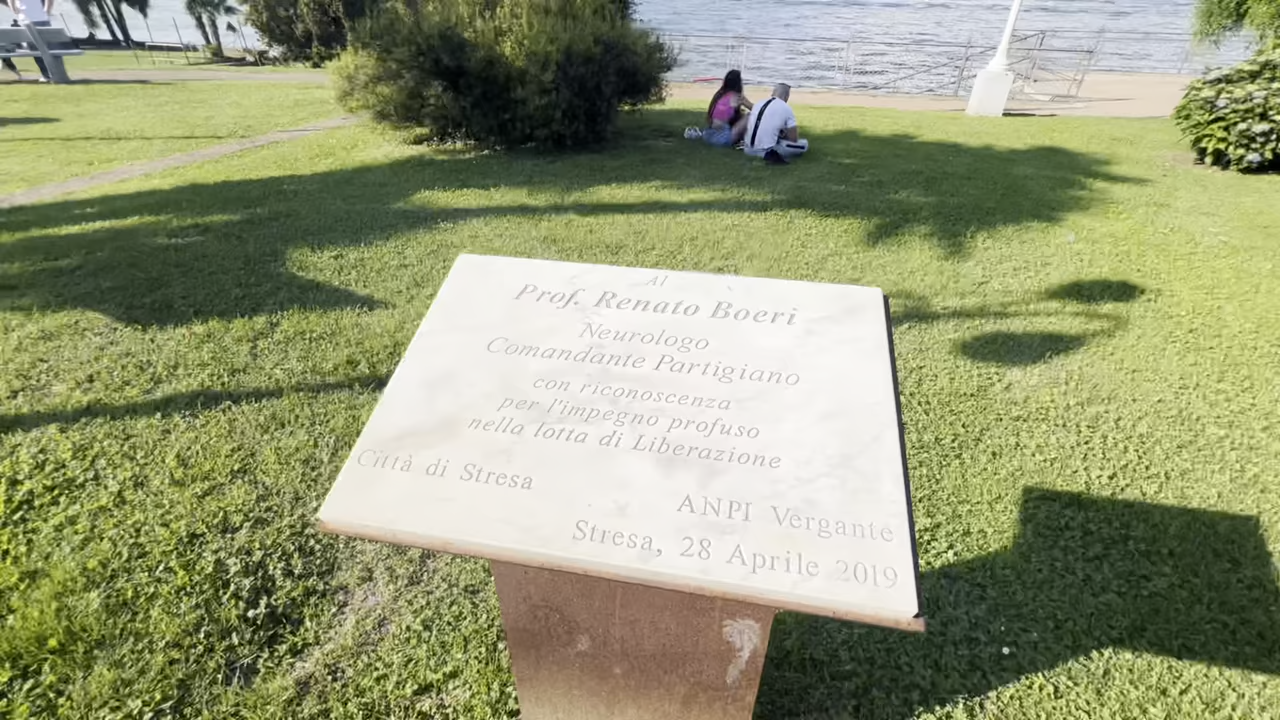 Al
Prof. Renato Boeri
Neurologo
Comandante Partigiano
con riconoscenza
per l'impegno profuso
nella lotta di Liberazione
Città di Stresa
ANPI Vergante
Stresa, 28 Aprile 2019